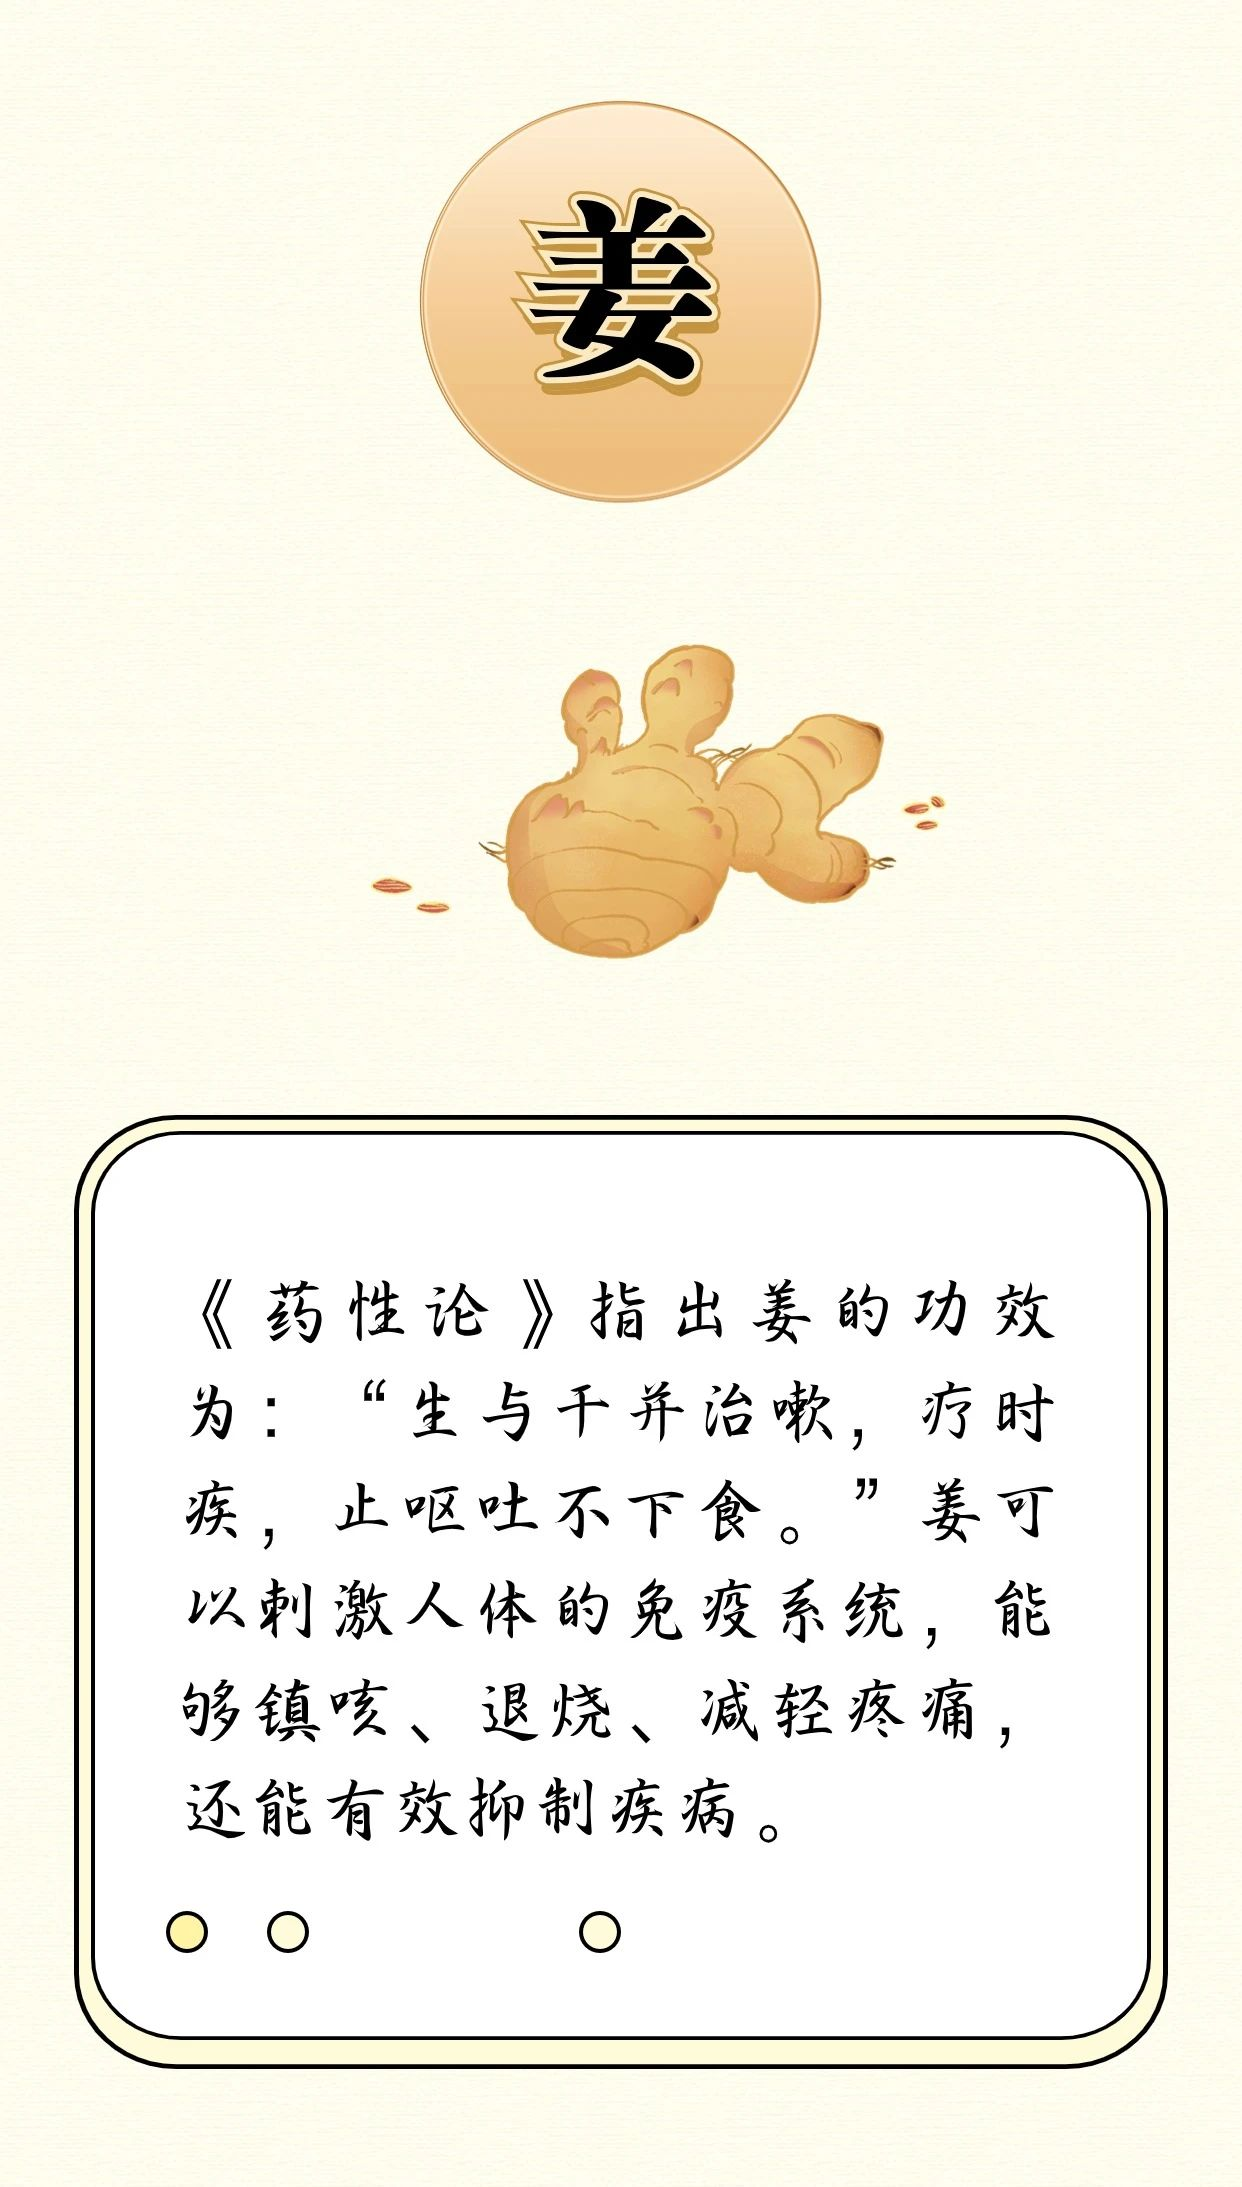 姜
《药性论》指出姜的功效
为：“生与干并治嗽，疗时
疾，止呕吐不下食。”姜可
以刺激人体的免疫系统，能
够镇咳、退烧、减轻疼痛，
还能有效抑制疾病。